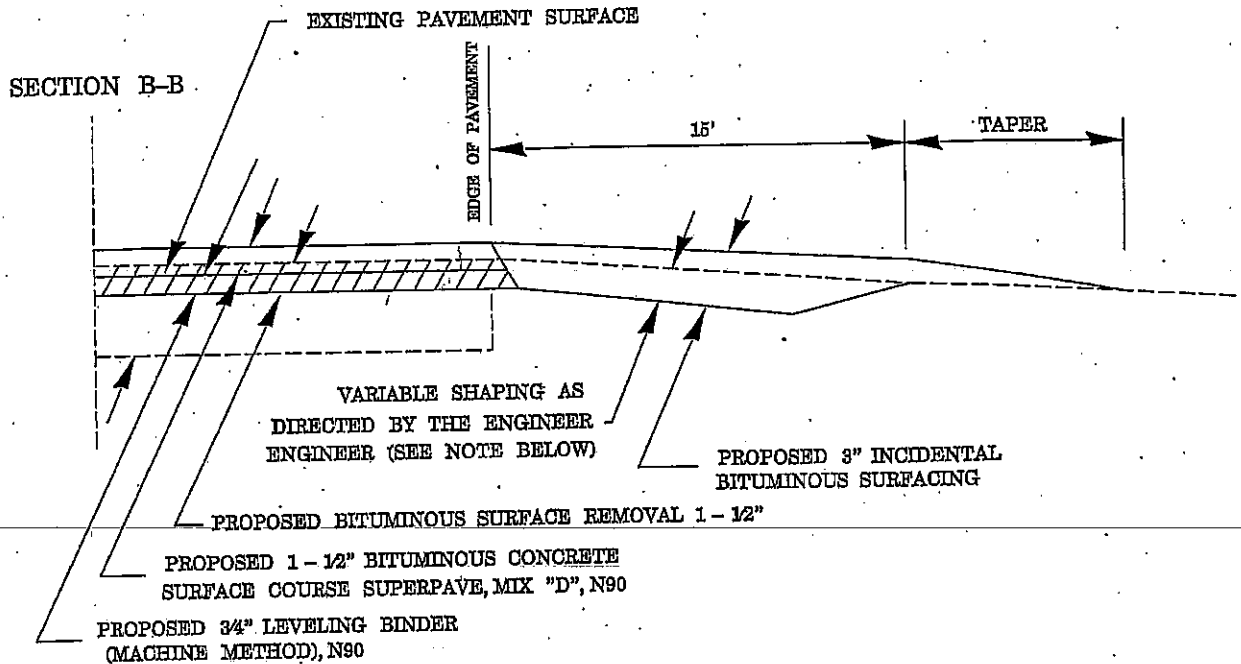 EXISTING PAVEMENT SURFACE
SECTION B-B
EDGE OF PAVEMENT
15'
TAPER
VARIABLE SHAPING AS
DIRECTED BY THE ENGINEER
ENGINEER (SEE NOTE BELOW)
PROPOSED 3" INCIDENTAL
BITUMINOUS SURFACING
PROPOSED BITUMINOUS SURFACE REMOVAL 1 - 1/2"
PROPOSED 1 - 1/2" BITUMINOUS CONCRETE
SURFACE COURSE SUPERPAVE, MIX "D", N90
PROPOSED 3/4" LEVELING BINDER
(MACHINE METHOD), N90